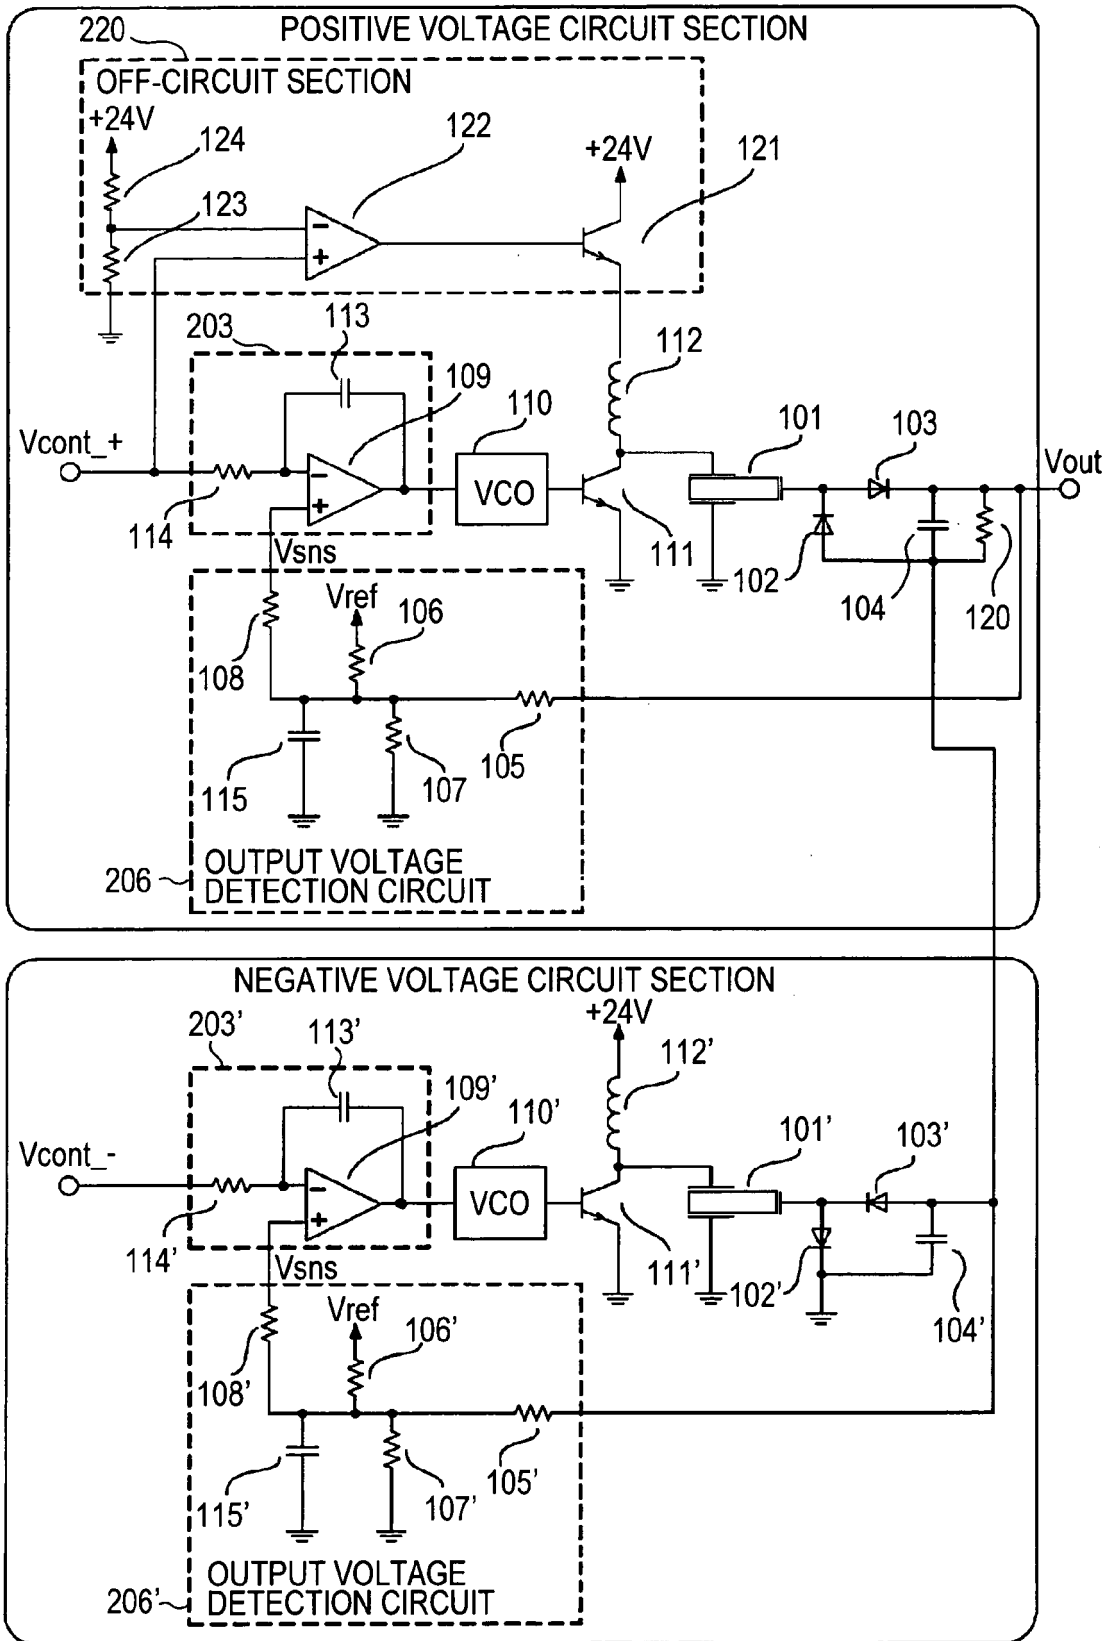 POSITIVE VOLTAGE CIRCUIT SECTION
220
OFF-CIRCUIT SECTION
+24V
124
122
+24V
121
123
−
+
203
113
112
109
110
101
103
Vcont_+
Vout
−
+
VCO
114
111
Vsns
102
104
120
Vref
106
108
105
115
107
OUTPUT VOLTAGE
DETECTION CIRCUIT
206
NEGATIVE VOLTAGE CIRCUIT SECTION
+24V
203'
113'
112'
109'
110'
101'
103'
Vcont_-
−
+
VCO
114'
111'
Vsns
102'
104'
Vref
106'
108'
105'
115'
107'
OUTPUT VOLTAGE
DETECTION CIRCUIT
206'